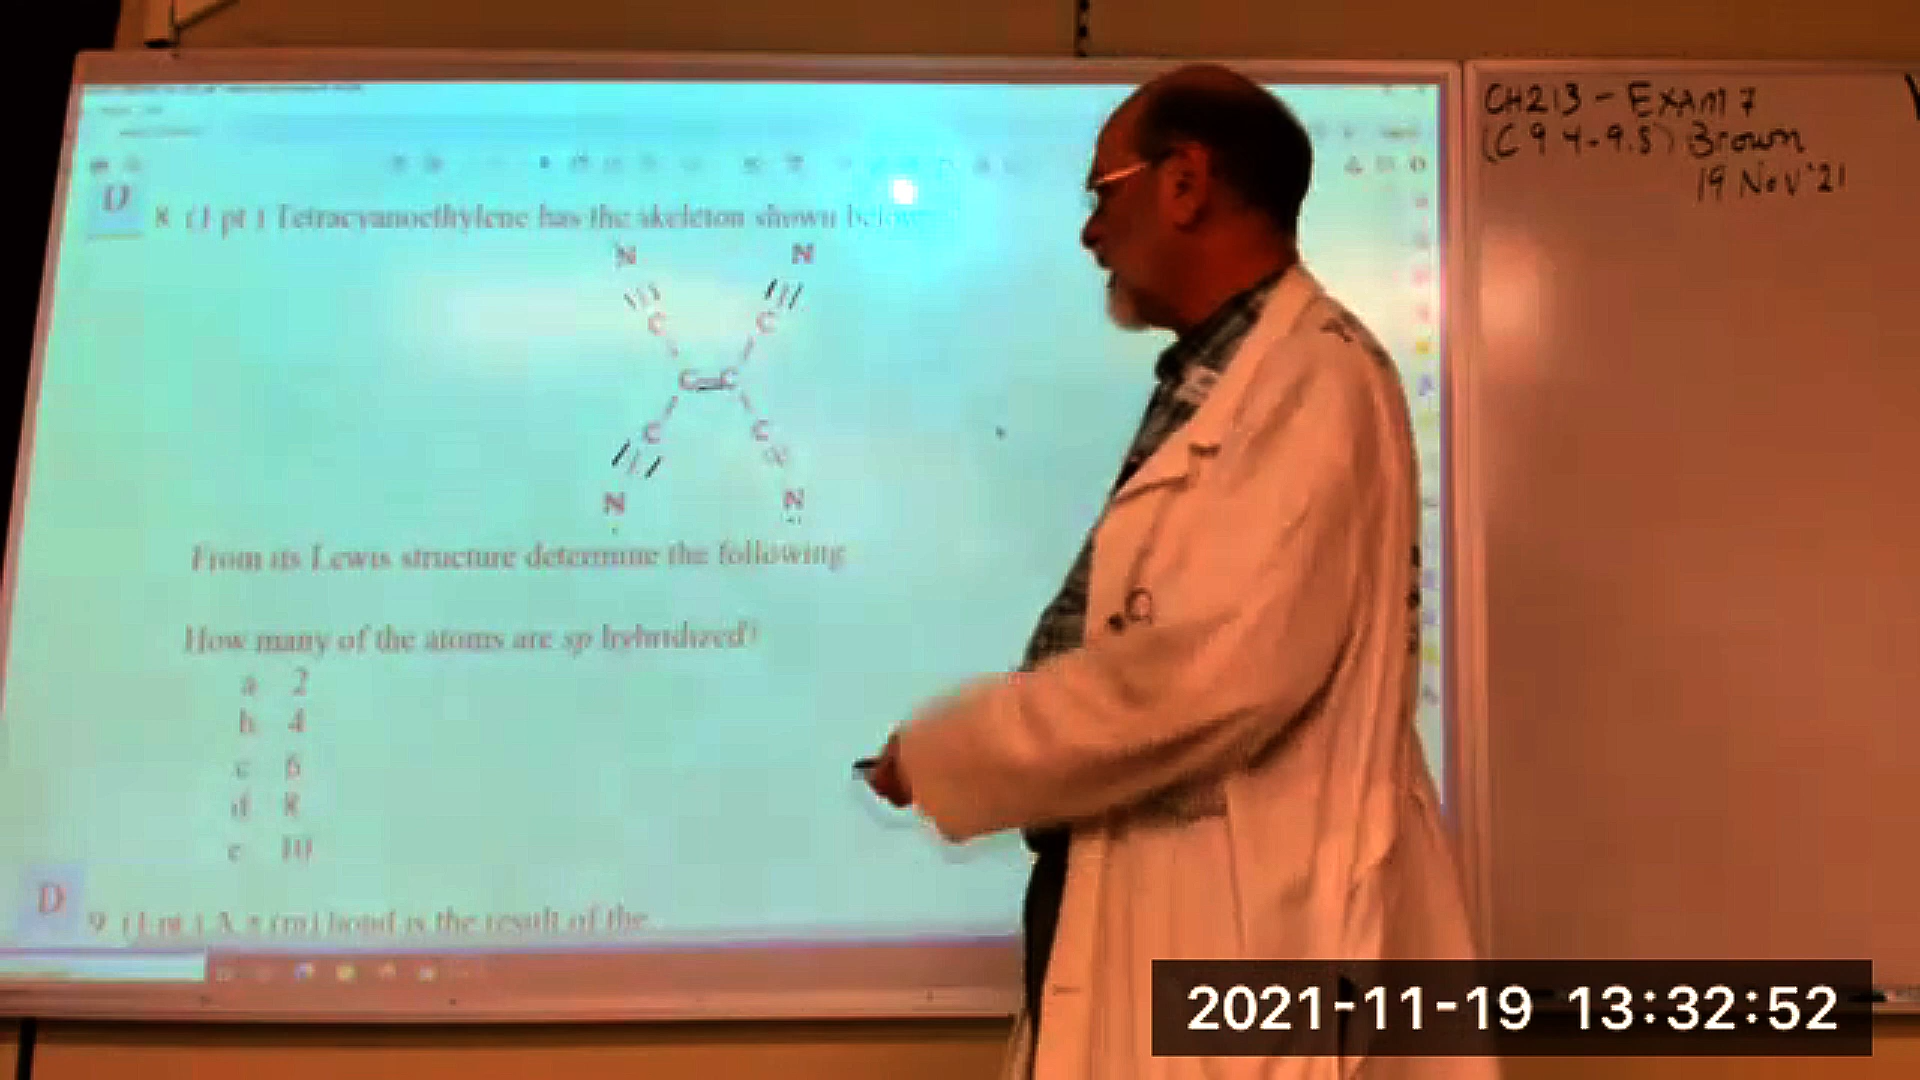 D
8 (1 pt ) Tetracyanoethylene has the skeleton shown below
N N
C C
C C
C C
N N
From its Lewis structure determine the following
How many of the atoms are sp hybridized?
a 2
b 4
c 6
d 8
e 10
D
9 (1 pt ) A π (pi) bond is the result of the
CH213 - EXAM 7
(C 9 4-9.5) Brown
19 Nov '21
2021-11-19 13:32:52